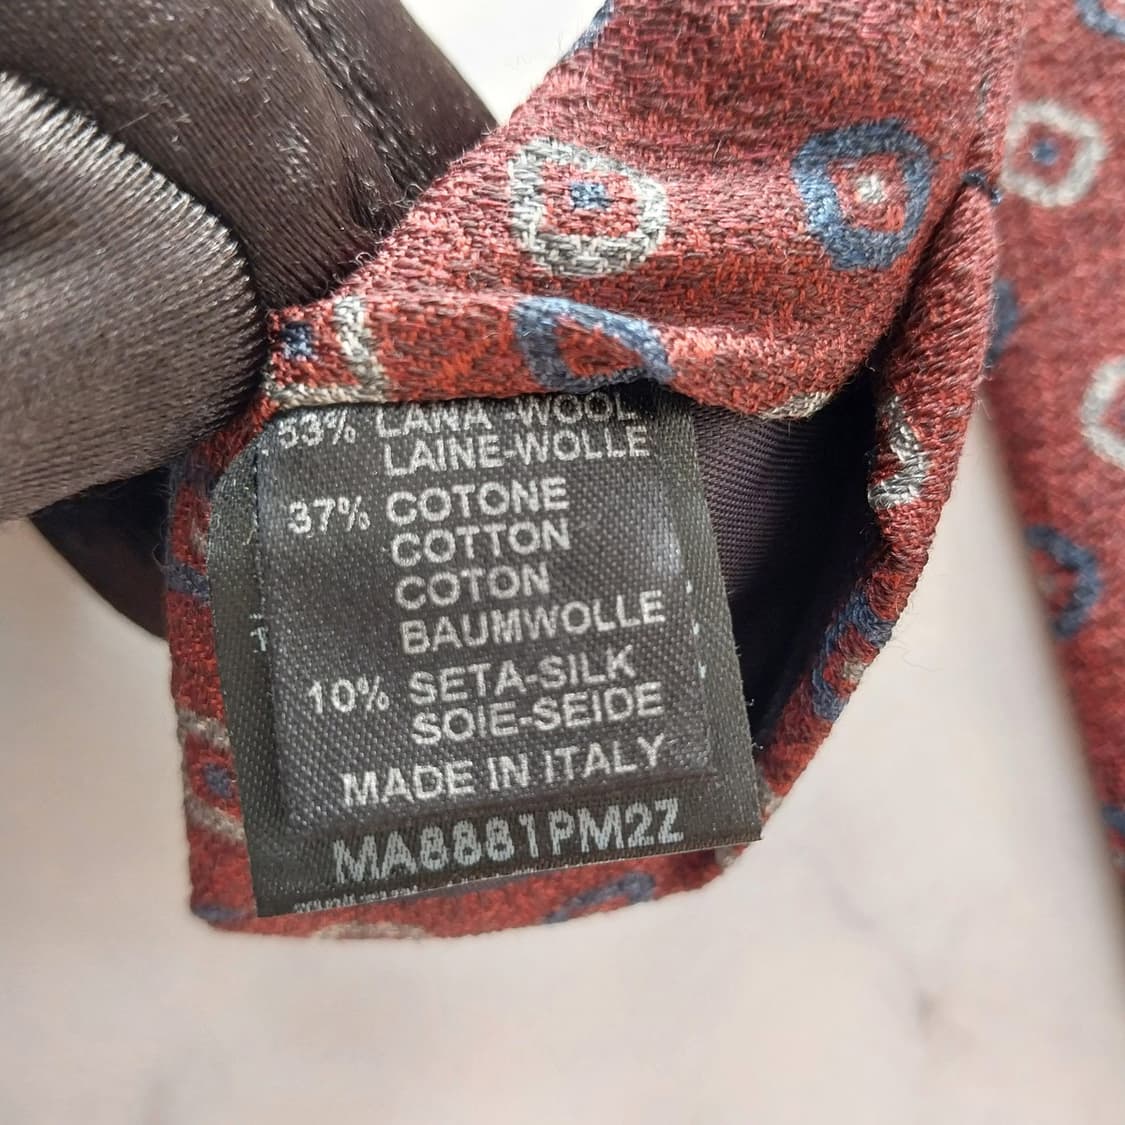 53% LANA -WOOL
LAINE-WOLLE
37% COTONE
COTTON
COTON
BAUMWOLLE
10% SETA-SILK
SOIE-SEIDE
MADE IN ITALY
MA8881PM2Z